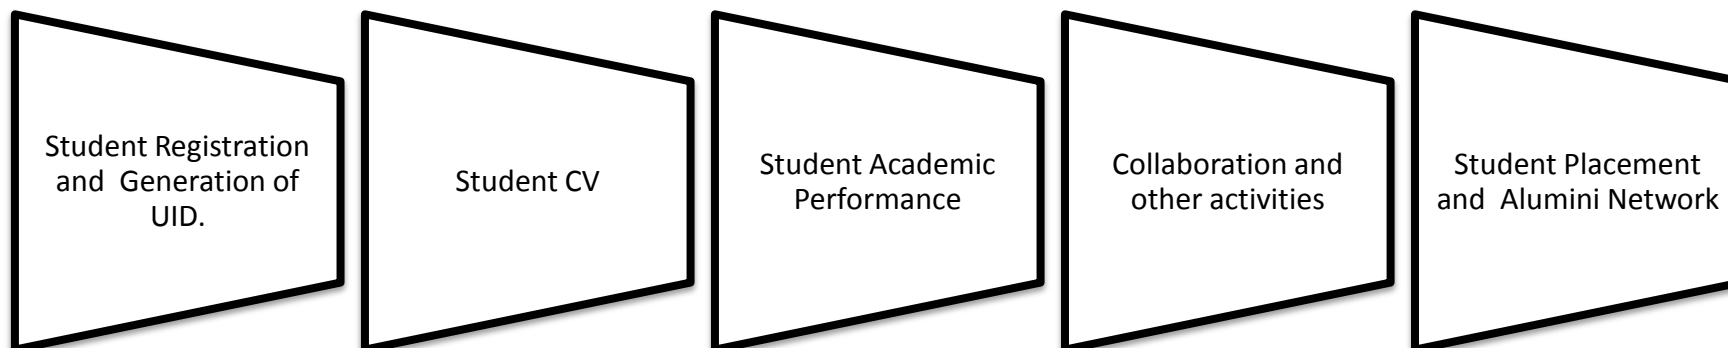 Student Registration
and  Generation of
UID.
Student CV
Student Academic
Performance
Collaboration and
other activities
Student Placement
and  Alumini Network